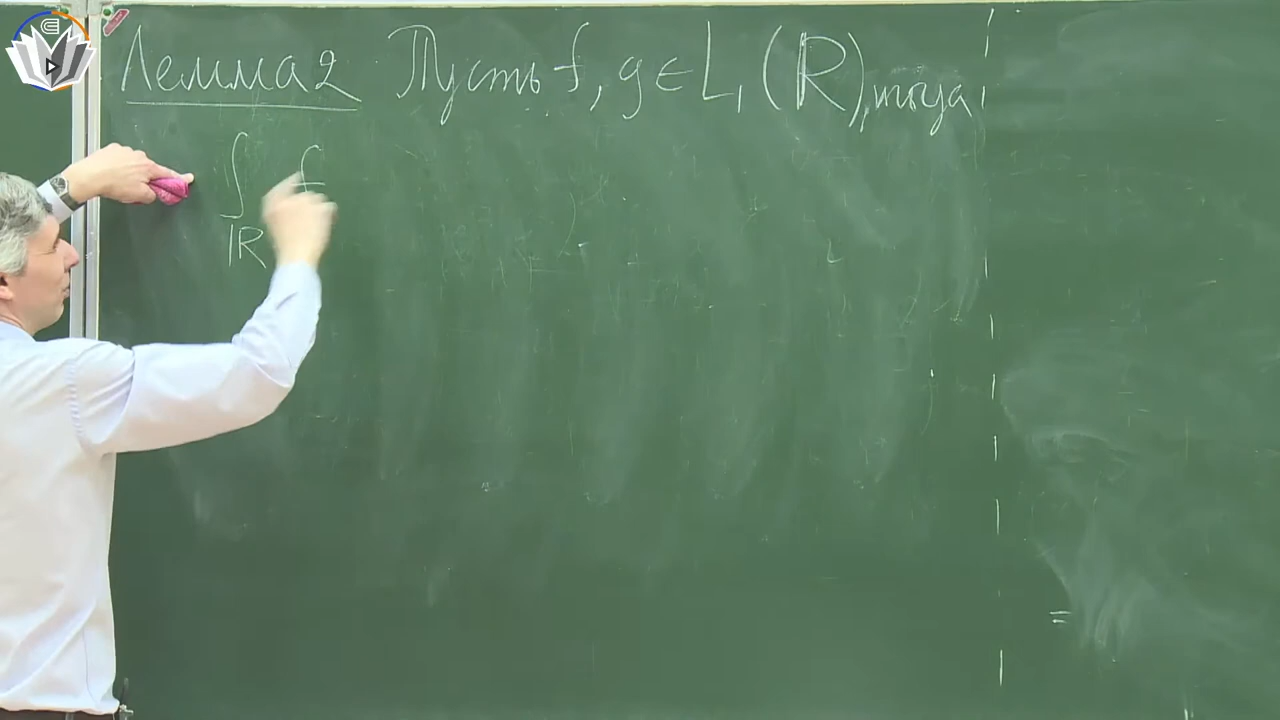 Лемма 2 Пусть f, g ∈ L₁(ℝ), тогда
∫ f
ℝ